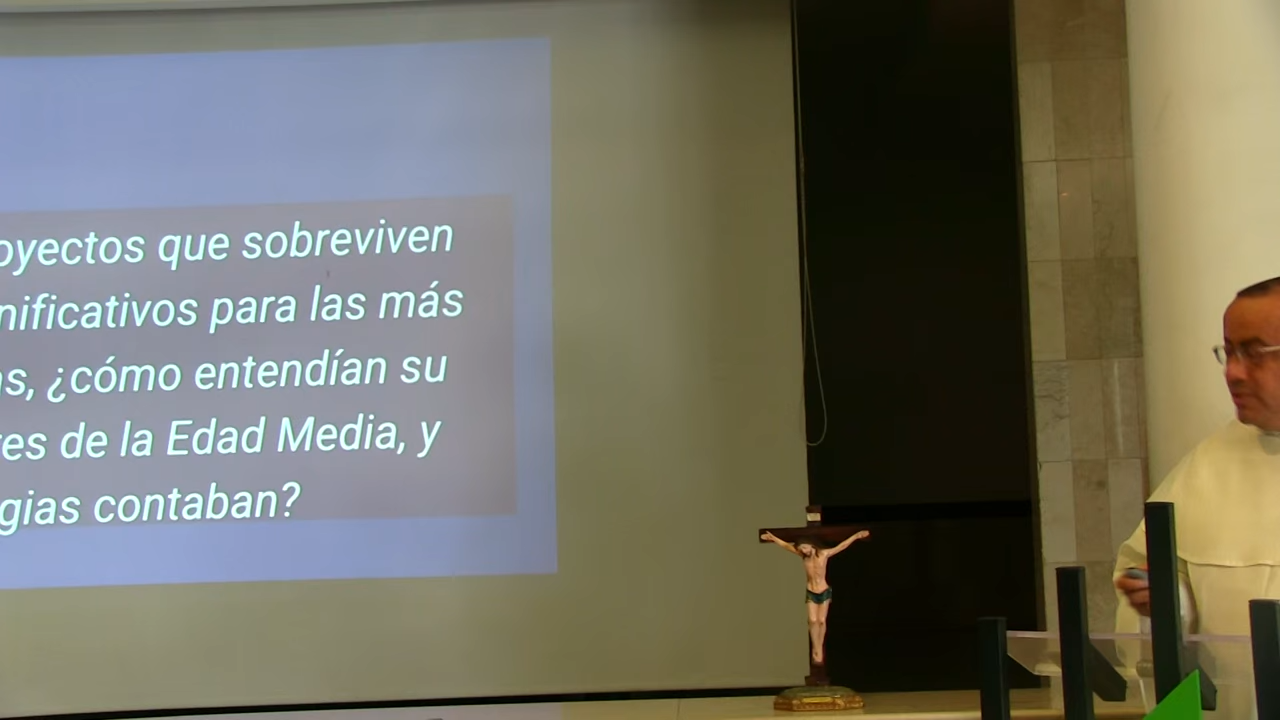 oyectos que sobreviven
nificativos para las más
s, ¿cómo entendían su
es de la Edad Media, y
gias contaban?